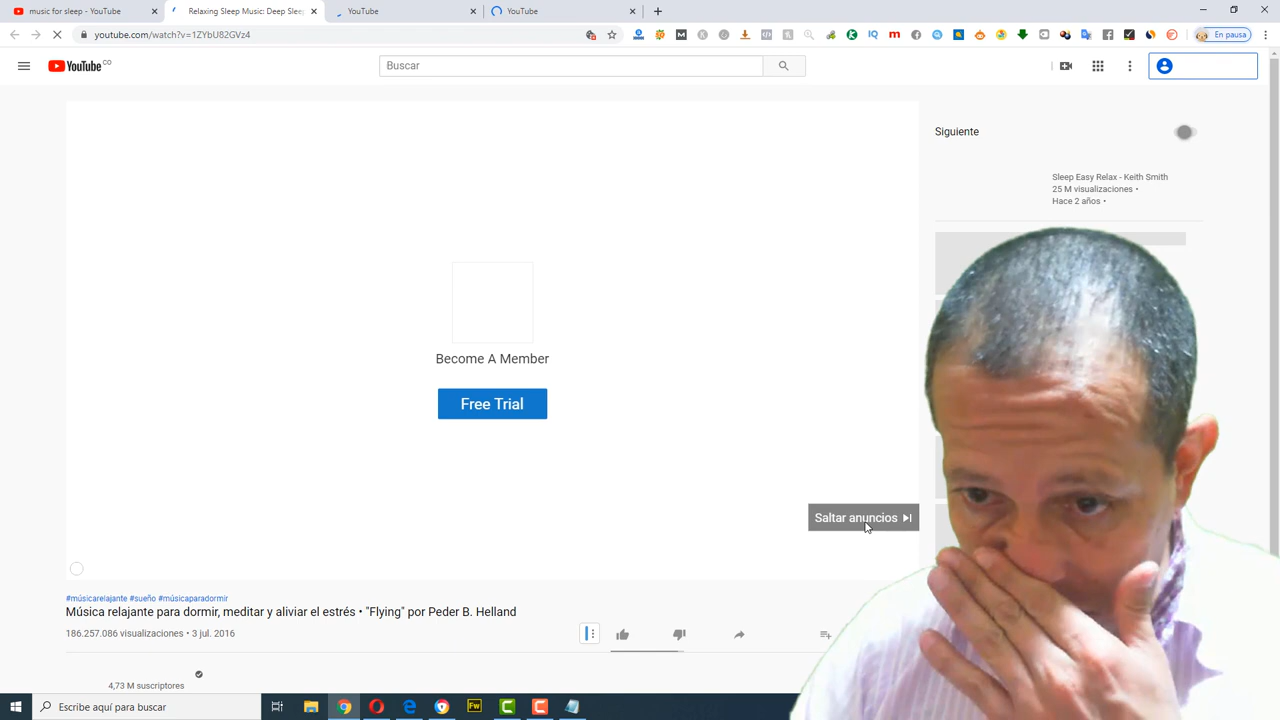 music for sleep - YouTube
Relaxing Sleep Music: Deep Slee
YouTube
YouTube
youtube.com/watch?v=1ZYbU82GVz4
En pausa
YouTube CO
Buscar
Siguiente
Sleep Easy Relax - Keith Smith
25 M visualizaciones •
Hace 2 años •
Become A Member
Free Trial
Saltar anuncios
#músicarelajante #sueño #músicaparadormir
Música relajante para dormir, meditar y aliviar el estrés • "Flying" por Peder B. Helland
186.257.086 visualizaciones • 3 jul. 2016
4,73 M suscriptores
Escribe aquí para buscar